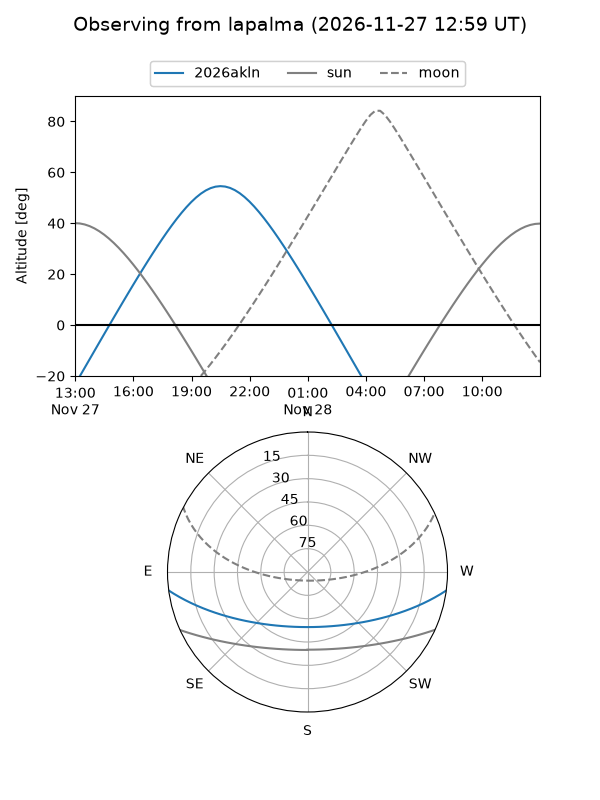 Observing from lapalma (2026-11-27 12:59 UT)
2026akln sun moon
Altitude [deg]
80
60
40
20
0
−20
13:00 16:00 19:00 22:00 01:00 04:00 07:00 10:00
Nov 27 Nov 28
N
NE NW
15
30
45
60
75
E W
SE SW
S